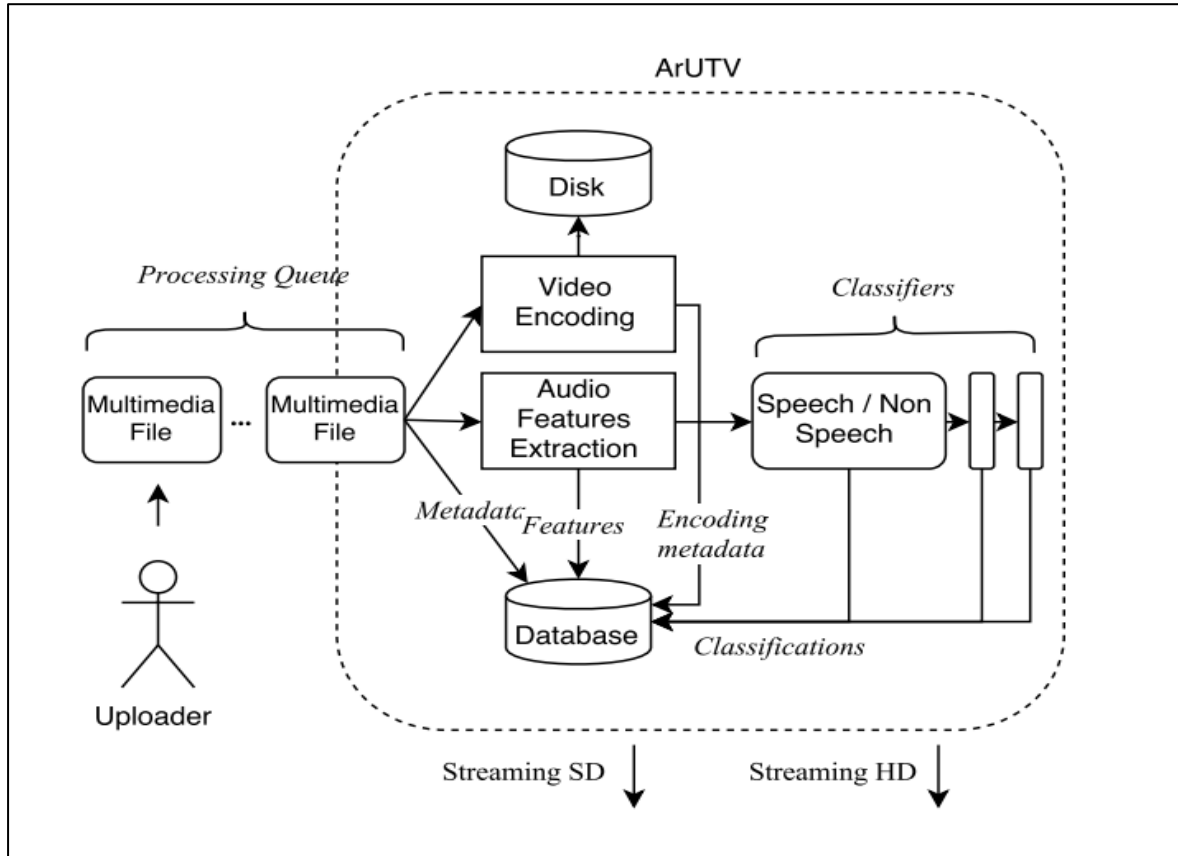 ArUTV
Disk
Processing Queue
Video
Encoding
Classifiers
Multimedia
File
...
Multimedia
File
Audio
Features
Extraction
Speech / Non
Speech
Metadata
Features
Encoding
metadata
Database
Classifications
Uploader
Streaming SD
Streaming HD